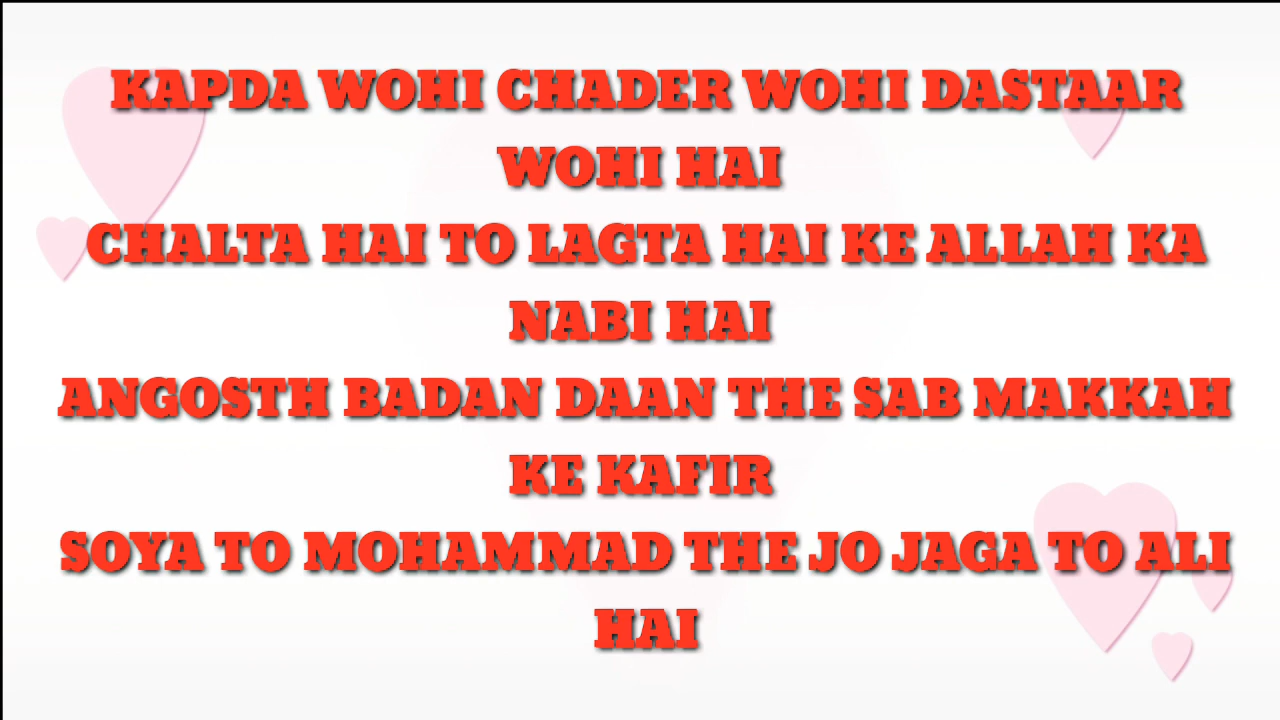 KAPDA WOHI CHADER WOHI DASTAAR
WOHI HAI
CHALTA HAI TO LAGTA HAI KE ALLAH KA
NABI HAI
ANGOSTH BADAN DAAN THE SAB MAKKAH
KE KAFIR
SOYA TO MOHAMMAD THE JO JAGA TO ALI
HAI